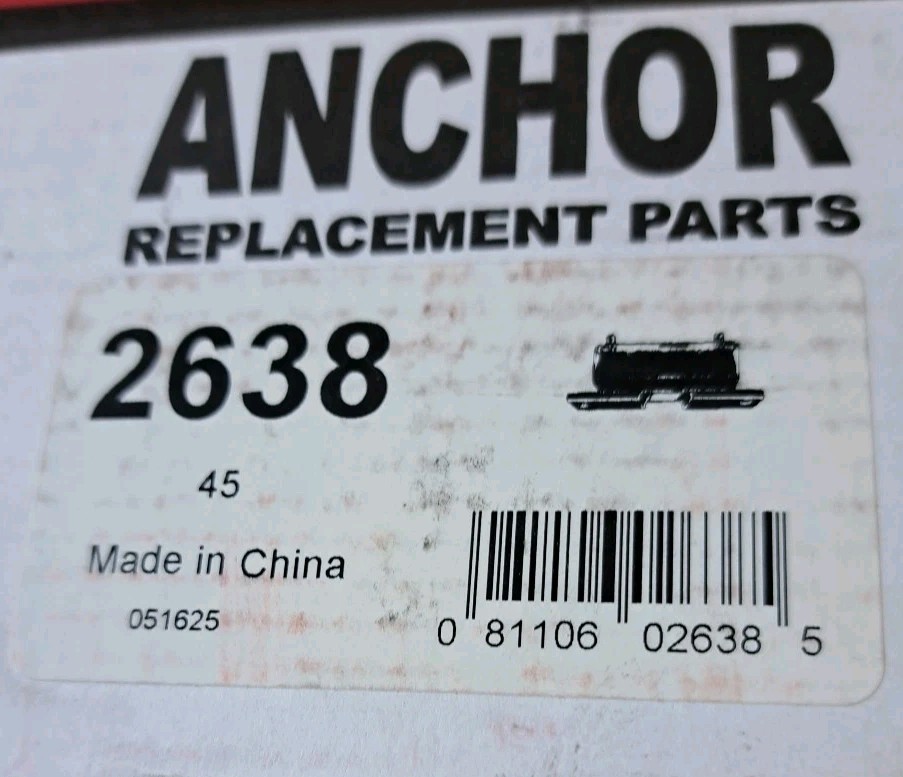 ANCHOR
REPLACEMENT PARTS
2638
45
Made in China
051625
0 81106 02638 5